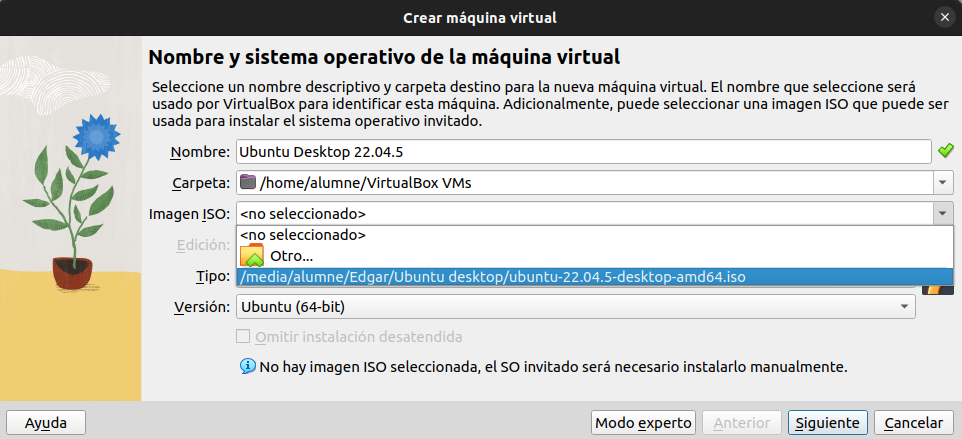 Crear máquina virtual
Nombre y sistema operativo de la máquina virtual
Seleccione un nombre descriptivo y carpeta destino para la nueva máquina virtual. El nombre que seleccione será
usado por VirtualBox para identificar esta máquina. Adicionalmente, puede seleccionar una imagen ISO que puede ser
usada para instalar el sistema operativo invitado.
Nombre: Ubuntu Desktop 22.04.5
Carpeta: /home/alumne/VirtualBox VMs
Imagen ISO: <no seleccionado>
<no seleccionado>
Edición:
Otro...
Tipo: /media/alumne/Edgar/Ubuntu desktop/ubuntu-22.04.5-desktop-amd64.iso
Versión: Ubuntu (64-bit)
Omitir instalación desatendida
No hay imagen ISO seleccionada, el SO invitado será necesario instalarlo manualmente.
Ayuda Modo experto Anterior Siguiente Cancelar